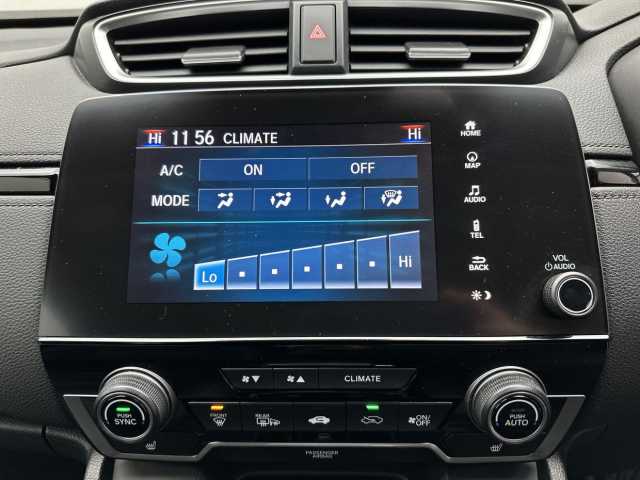 Hi 11 56 CLIMATE Hi
HOME
A/C ON OFF
MAP
MODE
AUDIO
TEL
VOL
AUDIO
BACK
Lo Hi
CLIMATE
PUSH
SYNC
FRONT
REAR
ON/
OFF
PUSH
AUTO
PASSENGER
AIRBAG